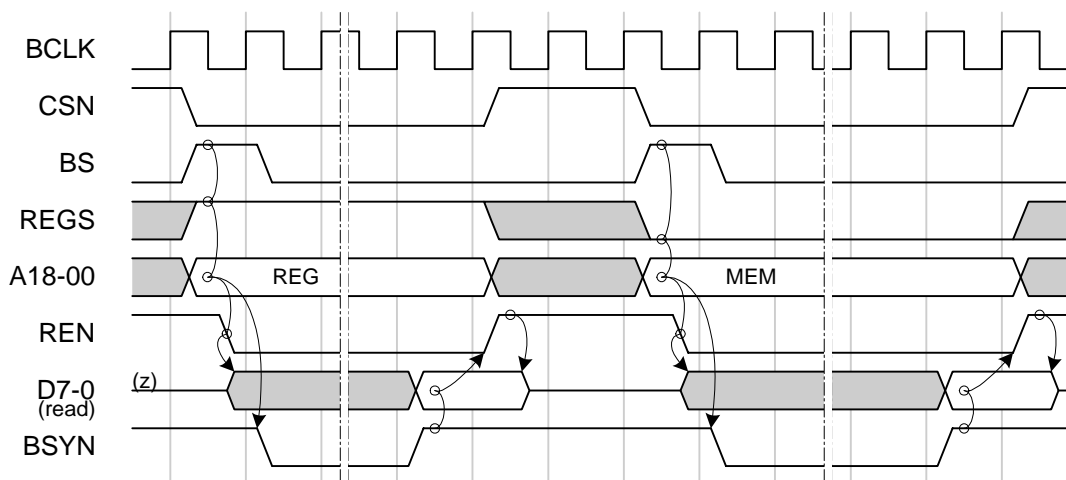 BCLK
CSN
BS
REGS
A18-00 REG MEM
REN
D7-0 (z)
(read)
BSYN